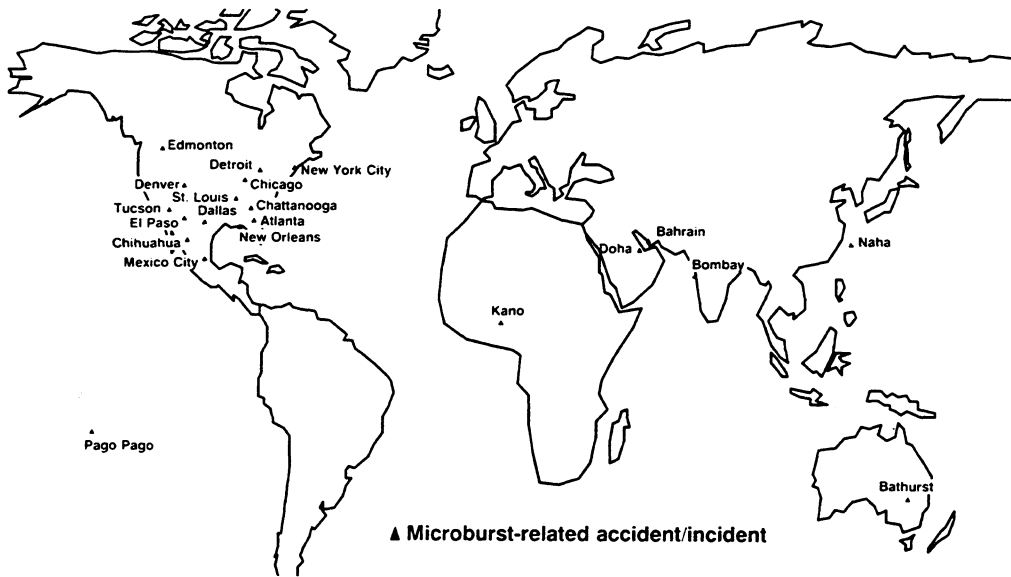 Edmonton
Detroit
New York City
Denver
Chicago
St. Louis
Tucson
Dallas
Chattanooga
El Paso
Atlanta
New Orleans
Chihuahua
Mexico City
Bahrain
Doha
Naha
Bombay
Kano
Pago Pago
Bathurst
Microburst-related accident/incident